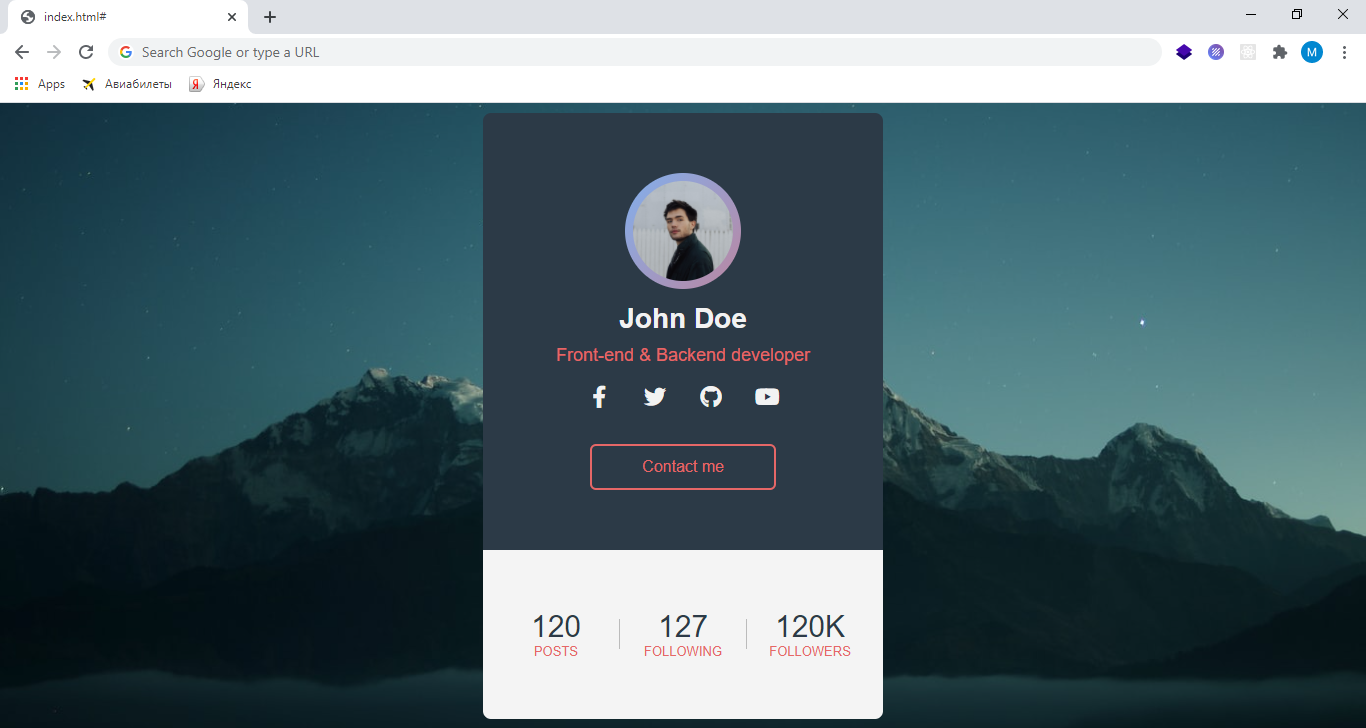 index.html#
Search Google or type a URL
M
Apps
Авиабилеты
Я
Яндекс
John Doe
Front-end & Backend developer
Contact me
120 127 120K
POSTS FOLLOWING FOLLOWERS